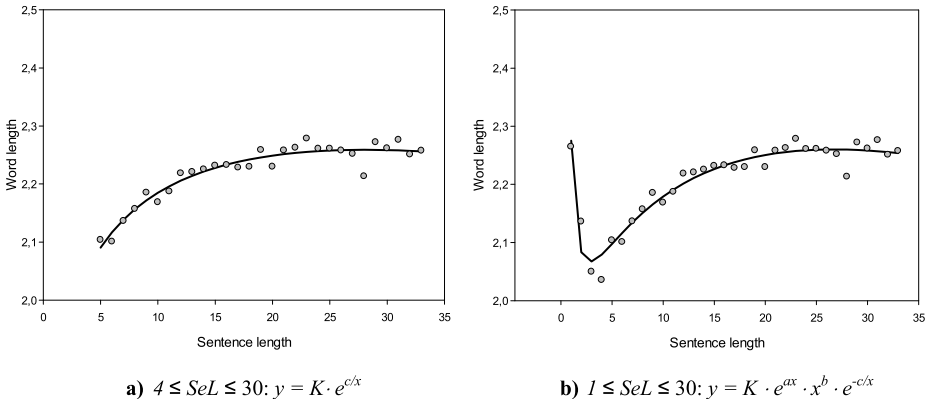 2,5
2,4
2,3
2,2
2,1
2,0
Word length
0 5 10 15 20 25 30 35
Sentence length
a) 4 ≤ SeL ≤ 30: y = K· e^{c/x}
2,5
2,4
2,3
2,2
2,1
2,0
Word length
0 5 10 15 20 25 30 35
Sentence length
b) 1 ≤ SeL ≤ 30: y = K · e^{ax} · x^{b} · e^{-c/x}